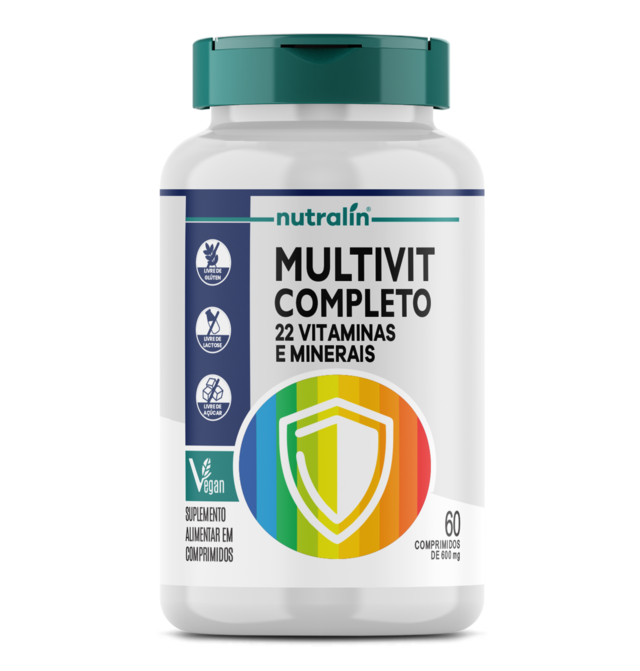 nutralin®
MULTIVIT
COMPLETO
22 VITAMINAS
E MINERAIS
LIVRE DE
GLÚTEN
LIVRE DE
LACTOSE
LIVRE DE
AÇÚCAR
Vegan
SUPLEMENTO
ALIMENTAR EM
COMPRIMIDOS
60
COMPRIMIDOS
DE 600 mg